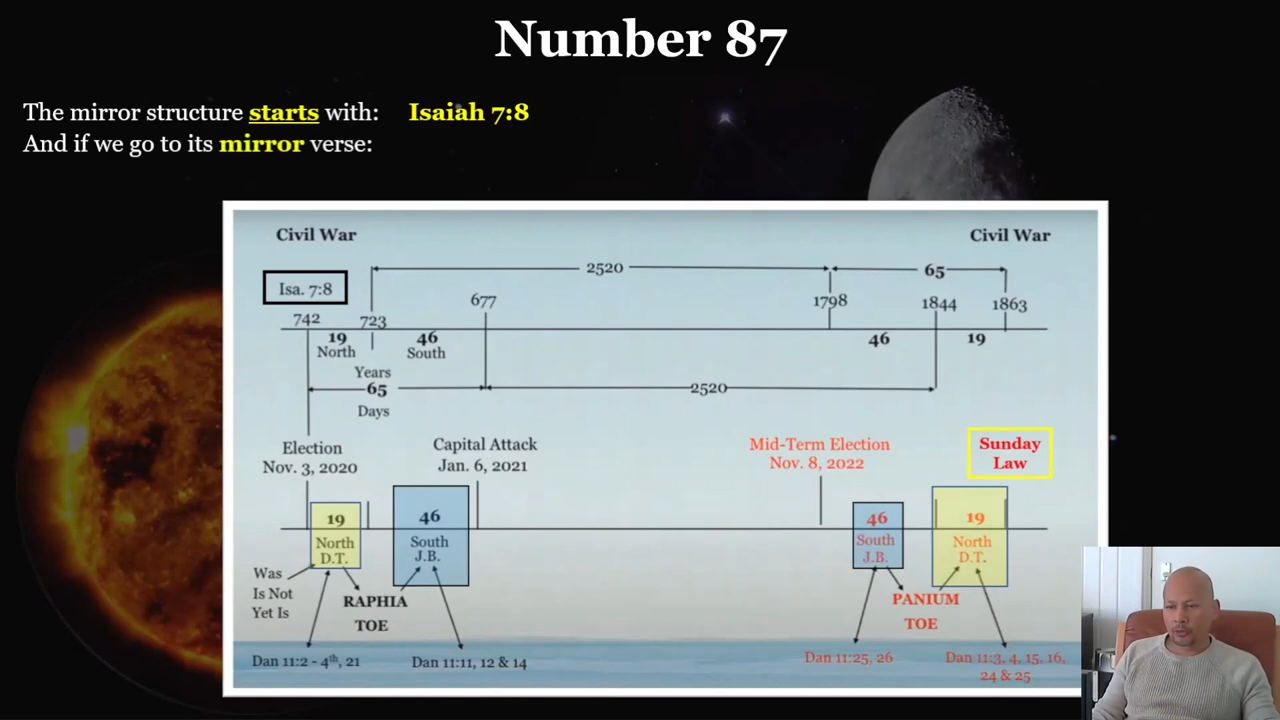 Number 87
The mirror structure starts with: Isaiah 7:8
And if we go to its mirror verse:
Civil War Civil War
2520 65
Isa. 7:8
677 1798 1844 1863
742 723
19 46 46 19
North South
Years
65 2520
Days
Election Capital Attack Mid-Term Election Sunday
Nov. 3, 2020 Jan. 6, 2021 Nov. 8, 2022 Law
19 46 46 19
North South South North
D.T. J.B. J.B. D.T.
Was
Is Not RAPHIA PANIUM
Yet Is TOE TOE
Dan 11:2 - 4th, 21 Dan 11:11, 12 & 14 Dan 11:25, 26 Dan 11:3, 4, 15, 16,
24 & 25